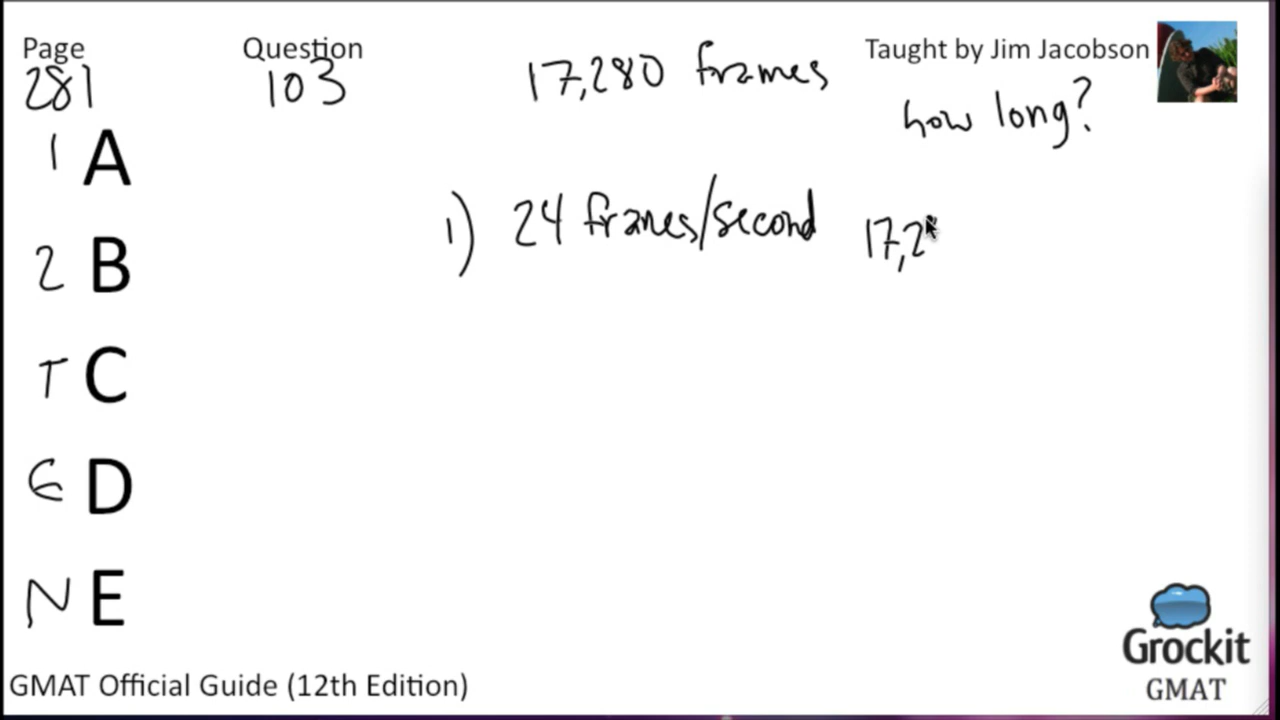 Page Question 17,280 frames Taught by Jim Jacobson
281 103 how long?
1 A
1) 24 frames/second 17,2
2 B
T C
E D
N E
Grockit
GMAT
GMAT Official Guide (12th Edition)